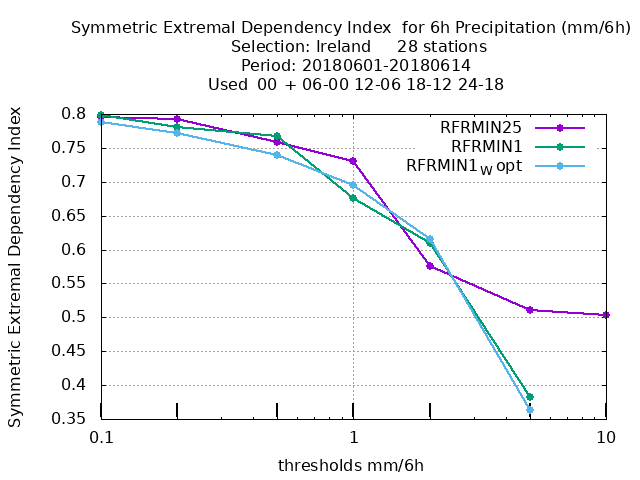 Symmetric Extremal Dependency Index  for 6h Precipitation (mm/6h)
Selection: Ireland     28 stations
Period: 20180601-20180614
Used  00 + 06-00 12-06 18-12 24-18
Symmetric Extremal Dependency Index
0.8
0.75
0.7
0.65
0.6
0.55
0.5
0.45
0.4
0.35
RFRMIN25
RFRMIN1
RFRMIN1W opt
0.1 1 10
thresholds mm/6h